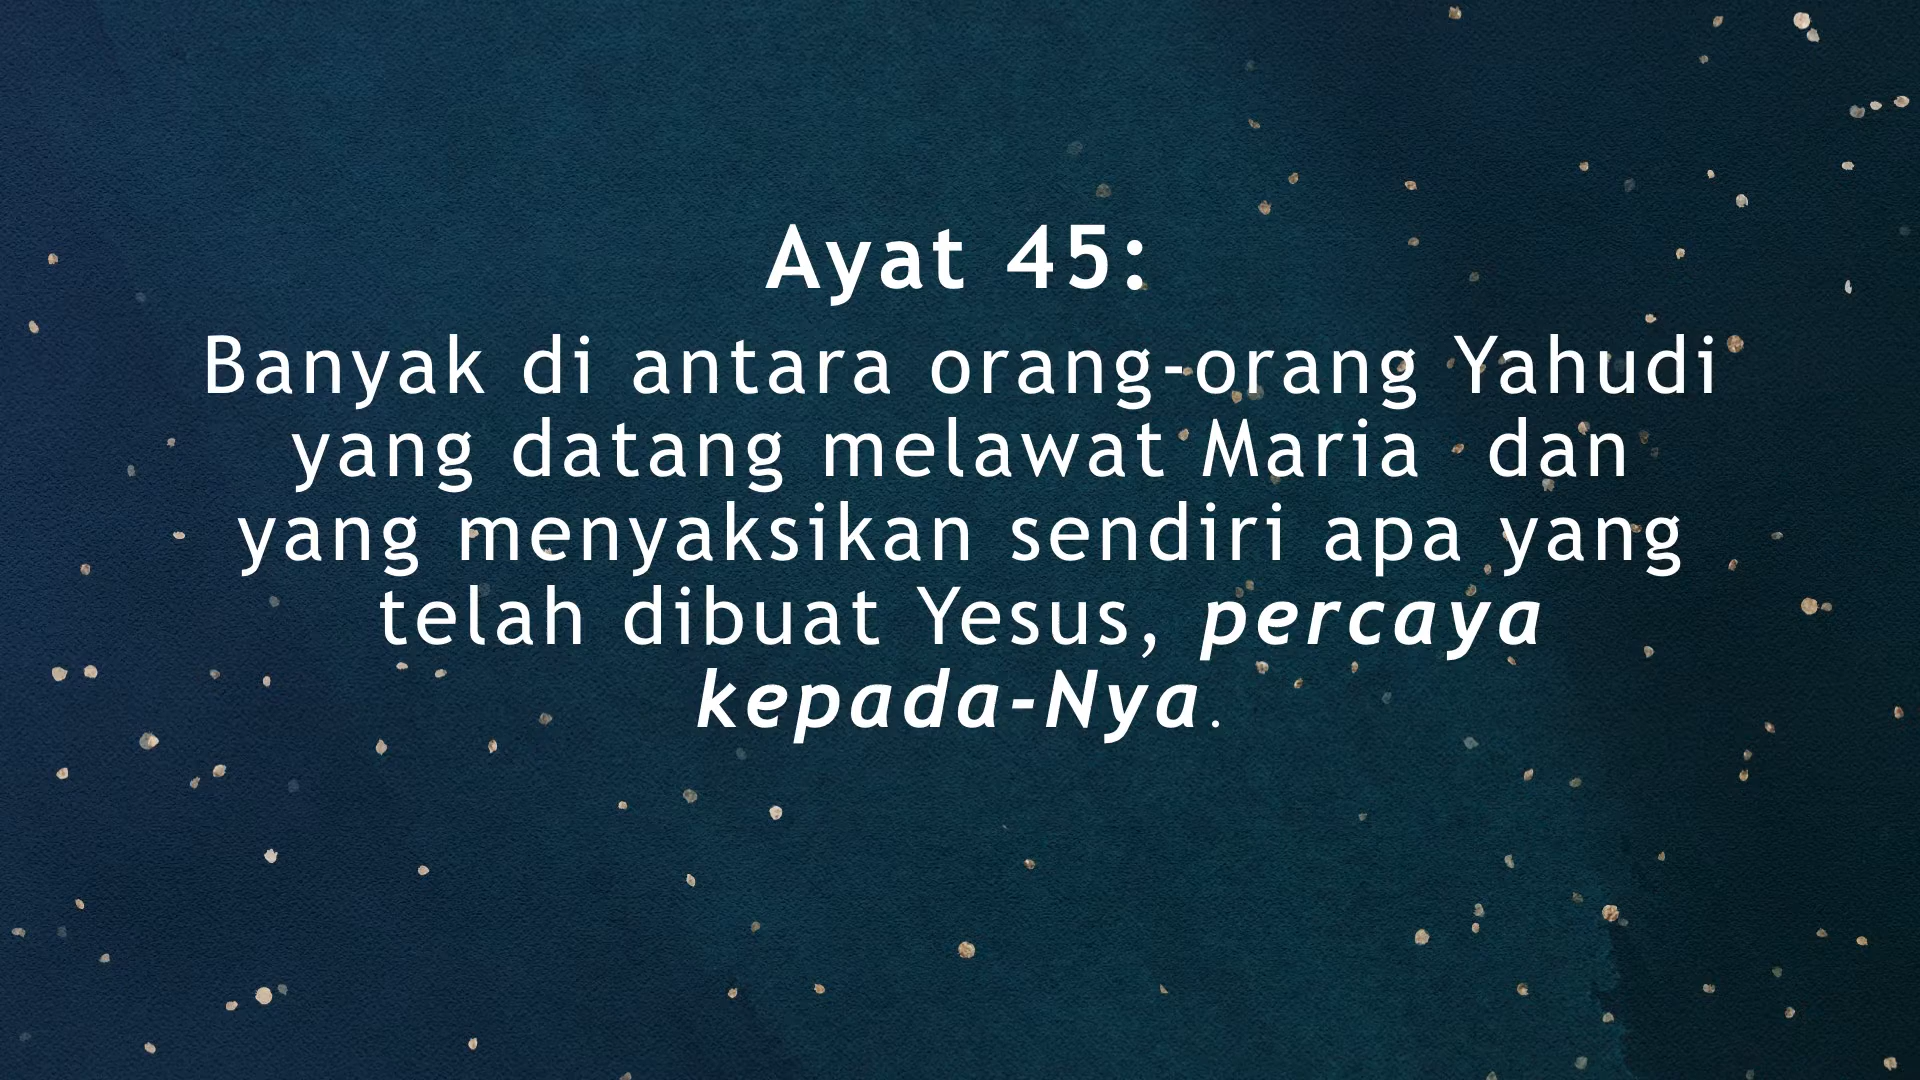 Ayat 45:
Banyak di antara orang-orang Yahudi
yang datang melawat Maria  dan
yang menyaksikan sendiri apa yang
telah dibuat Yesus, percaya
kepada-Nya.